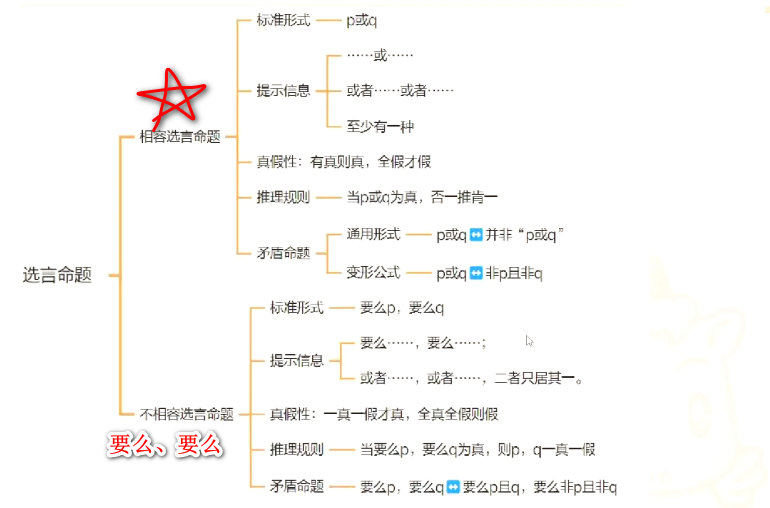 选言命题
相容选言命题
标准形式
p或q
提示信息
……或……
或者……或者……
至少有一种
真假性：有真则真，全假才假
推理规则
当p或q为真，否一推肯一
矛盾命题
通用形式
p或q↔并非“p或q”
变形公式
p或q↔非p且非q
不相容选言命题
要么、要么
标准形式
要么p，要么q
提示信息
要么……，要么……；
或者……，或者……，二者只居其一。
真假性：一真一假才真，全真全假则假
推理规则
当要么p，要么q为真，则p，q一真一假
矛盾命题
要么p，要么q↔要么p且q，要么非p且非q